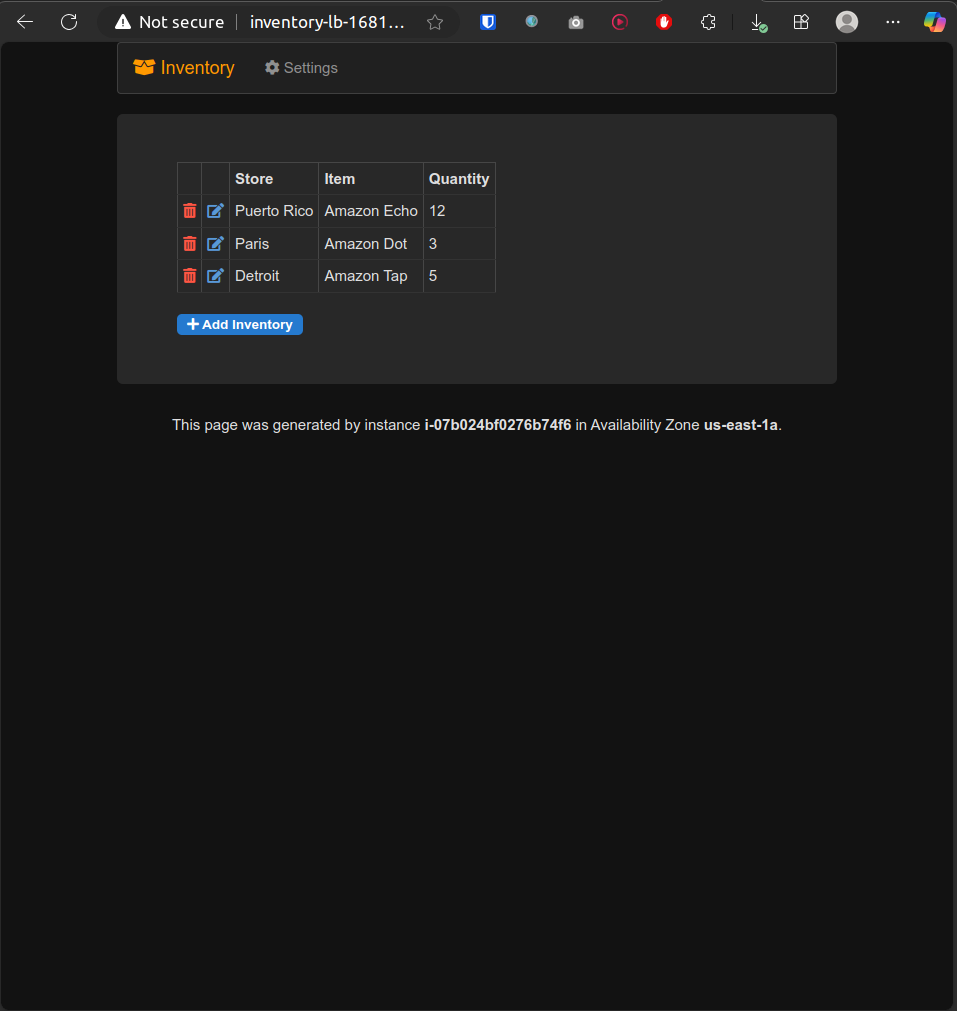 Not secure inventory-lb-1681...
Inventory Settings
Store Item Quantity
Puerto Rico Amazon Echo 12
Paris Amazon Dot 3
Detroit Amazon Tap 5
Add Inventory
This page was generated by instance i-07b024bf0276b74f6 in Availability Zone us-east-1a.